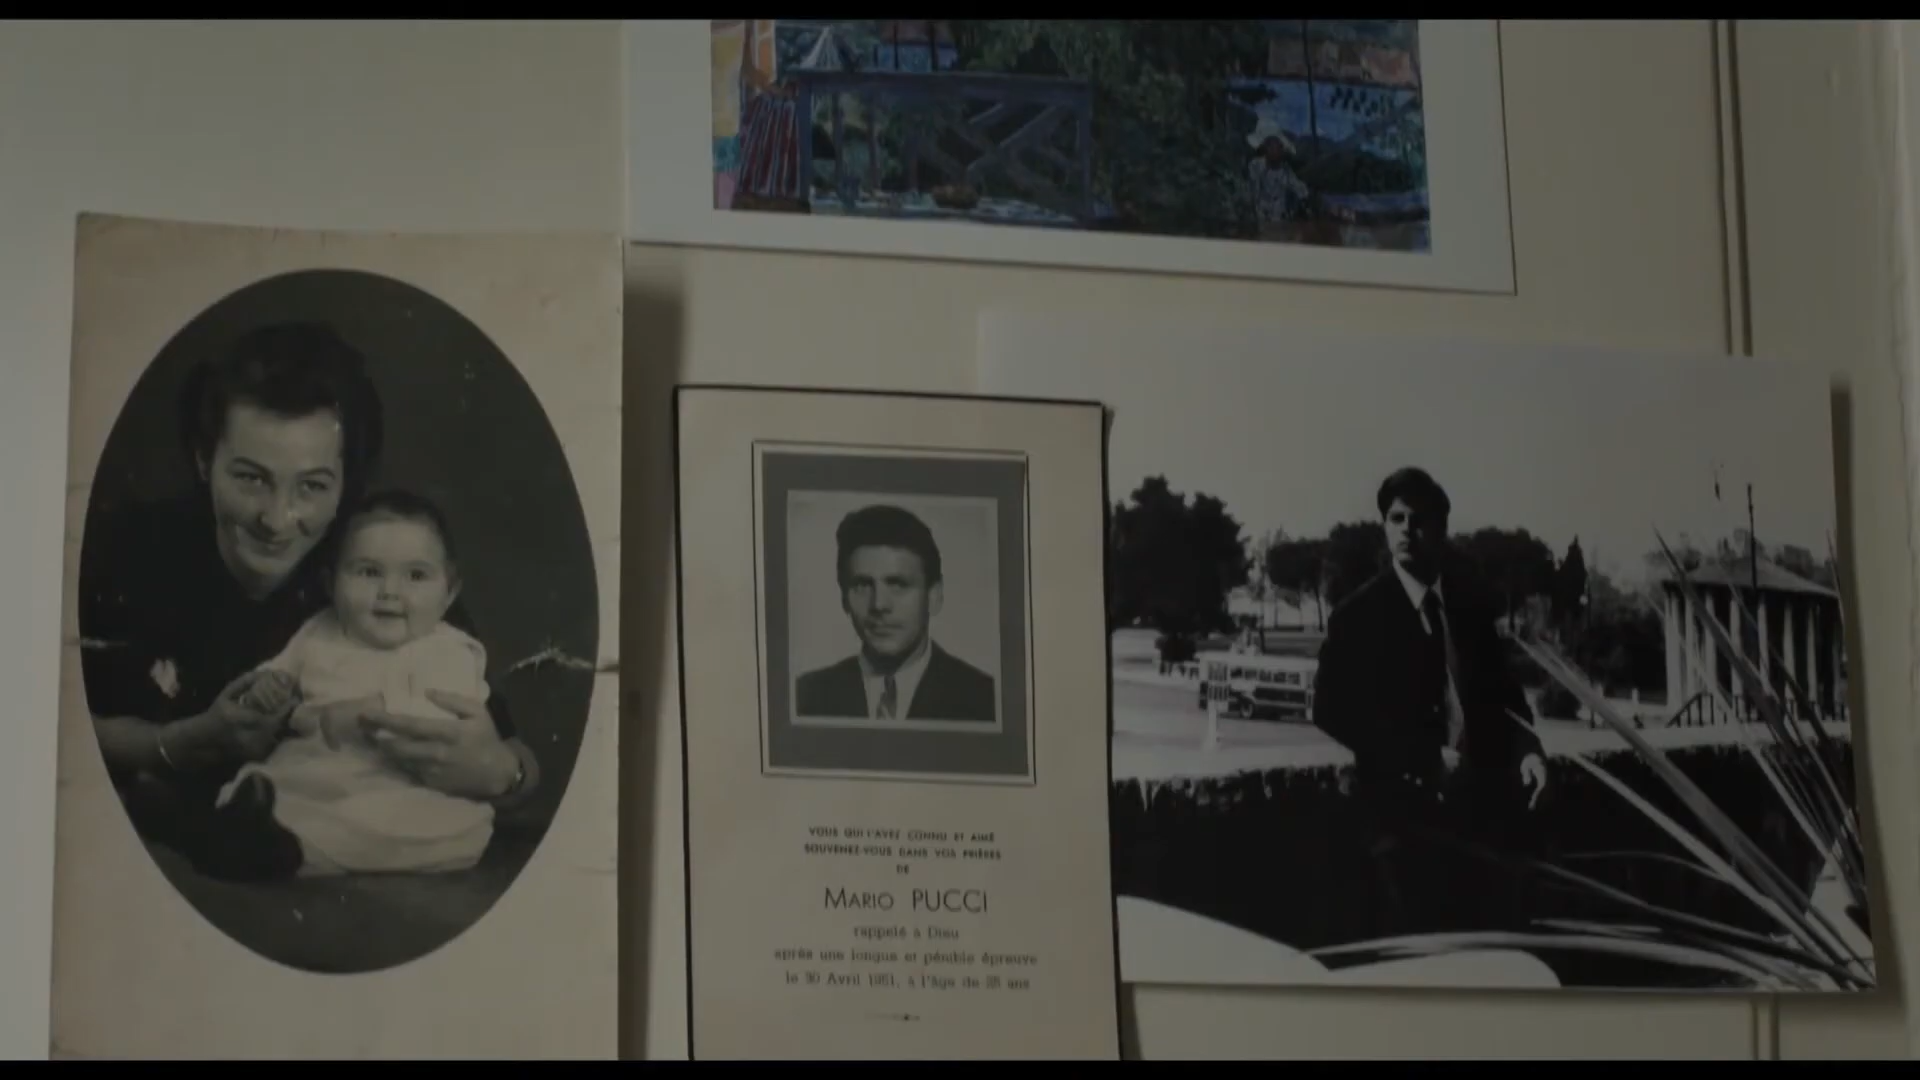 VOUS QUI L'AVEZ CONNU ET AIMÉ
SOUVENEZ-VOUS DANS VOS PRIÈRES
DE
MARIO PUCCI
rappelé à Dieu
après une longue et pénible épreuve
le 30 Avril 1951, à l'âge de ans